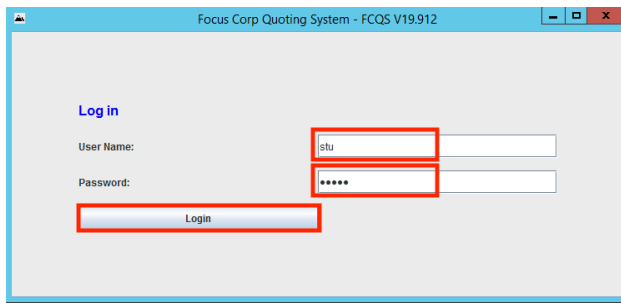 Focus Corp Quoting System - FCQS V19.912
Log in
User Name:
stu
Password:
•••••
Login